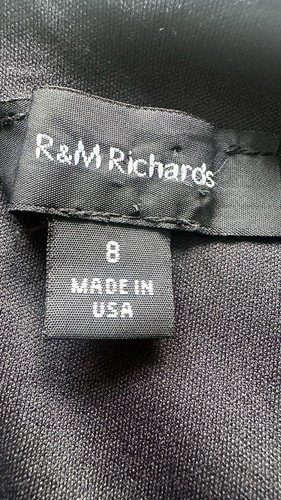 R&M Richards
8
MADE IN
USA